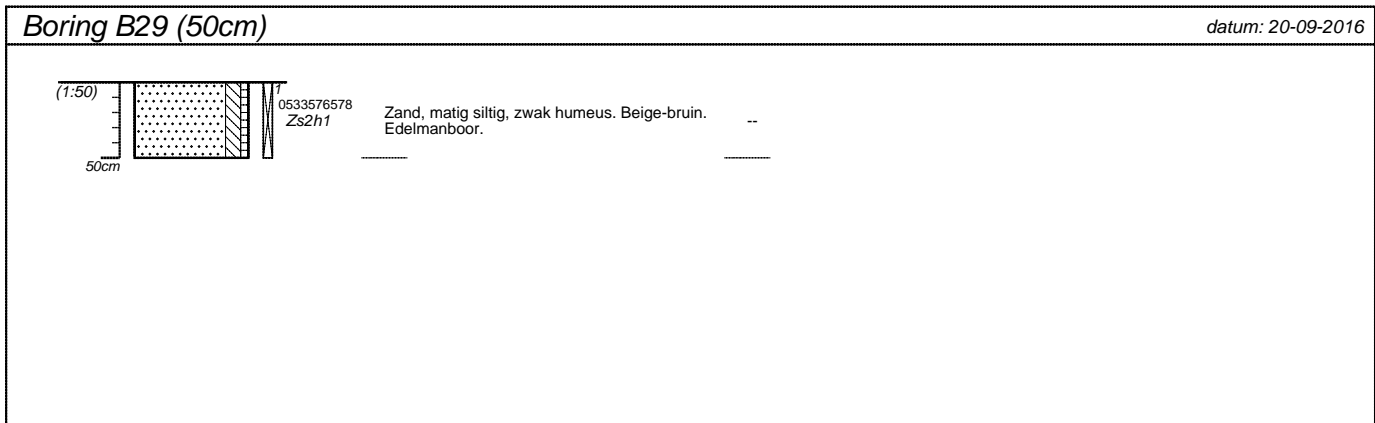 Boring B29 (50cm)
datum: 20-09-2016
(1:50)
1
0533576578
Zs2h1
Zand, matig siltig, zwak humeus. Beige-bruin.
Edelmanboor.
--
50cm